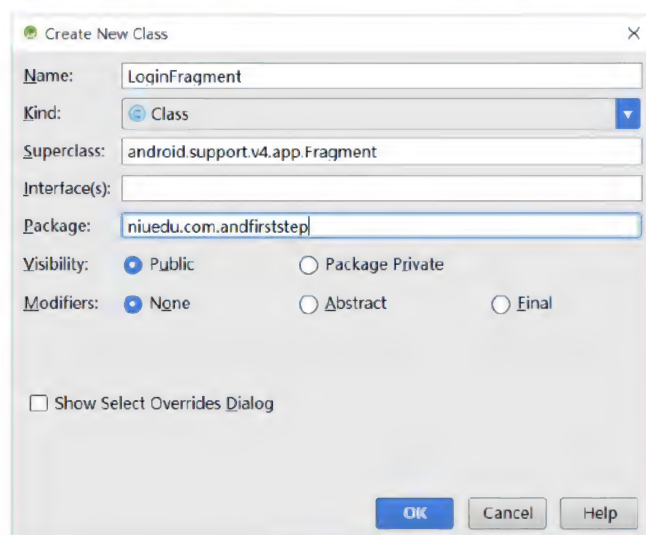 Create New Class
Name: LoginFragment
Kind: Class
Superclass: android.support.v4.app.Fragment
Interface(s):
Package: niuedu.com.andfirststep
Visibility: Public Package Private
Modifiers: None Abstract Final
Show Select Overrides Dialog
OK Cancel Help